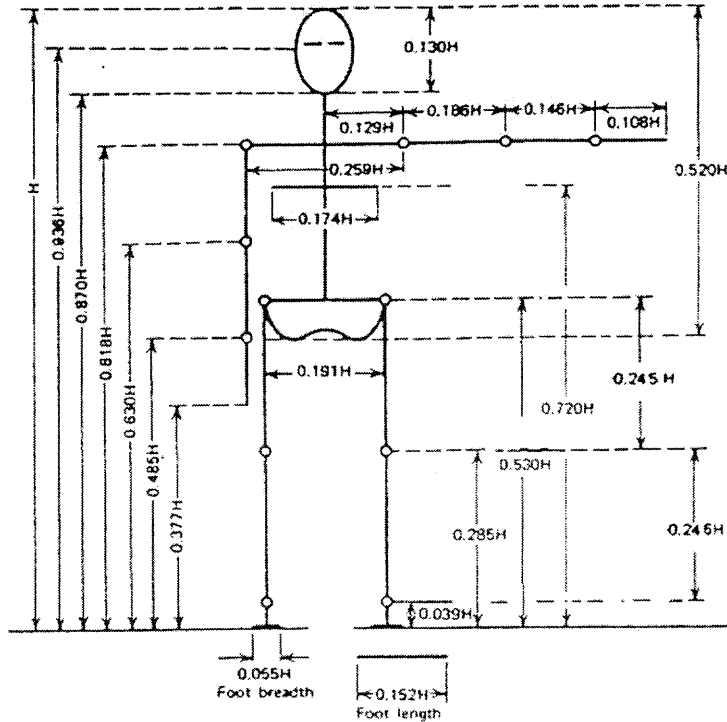 0.130H
0.129H
0.186H
0.146H
0.108H
0.259H
0.520H
0.174H
H
0.936H
0.870H
0.818H
0.630H
0.485H
0.377H
0.191H
0.245H
0.720H
0.530H
0.285H
0.246H
0.039H
0.055H
Foot breadth
0.152H
Foot length